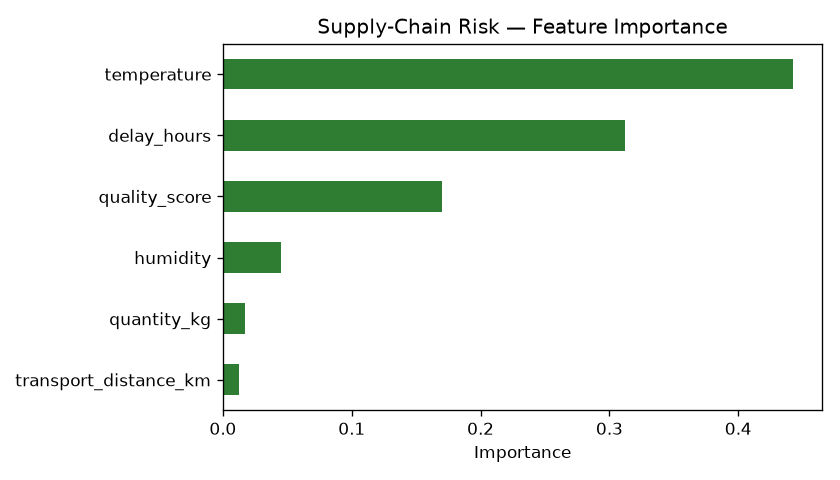 Supply-Chain Risk — Feature Importance
temperature
delay_hours
quality_score
humidity
quantity_kg
transport_distance_km
0.0 0.1 0.2 0.3 0.4
Importance